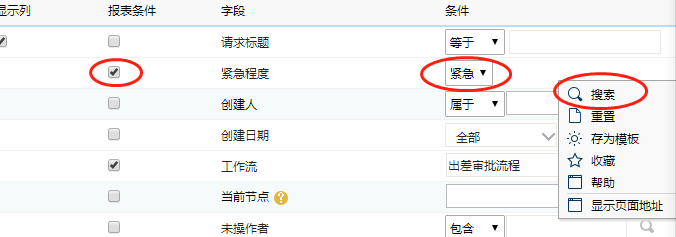 显示列 报表条件 字段 条件
请求标题 等于
紧急程度 紧急
创建人 属于
创建日期 全部
工作流 出差审批流程
当前节点 ?
未操作者 包含
搜索
重置
存为模板
收藏
帮助
显示页面地址